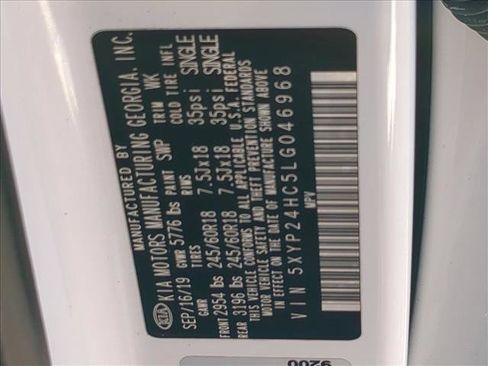 MANUFACTURED BY
KIA KIA MOTORS MANUFACTURING GEORGIA, INC.
SEP/16/19 GVWR 5776 lbs PAINT SWP TRIM WK
GAWR TIRES RIMS COLD TIRE INFL
FRONT 2954 lbs 245/60R18 7.5JX18 35psi SINGLE
REAR 3196 lbs 245/60R18 7.5JX18 35psi SINGLE
THIS VEHICLE CONFORMS TO ALL APPLICABLE U.S.A. FEDERAL
MOTOR VEHICLE SAFETY AND THEFT PREVENTION STANDARDS
IN EFFECT ON THE DATE OF MANUFACTURE SHOWN ABOVE
VIN 5XYP24HC5LG046968
MPV
9200